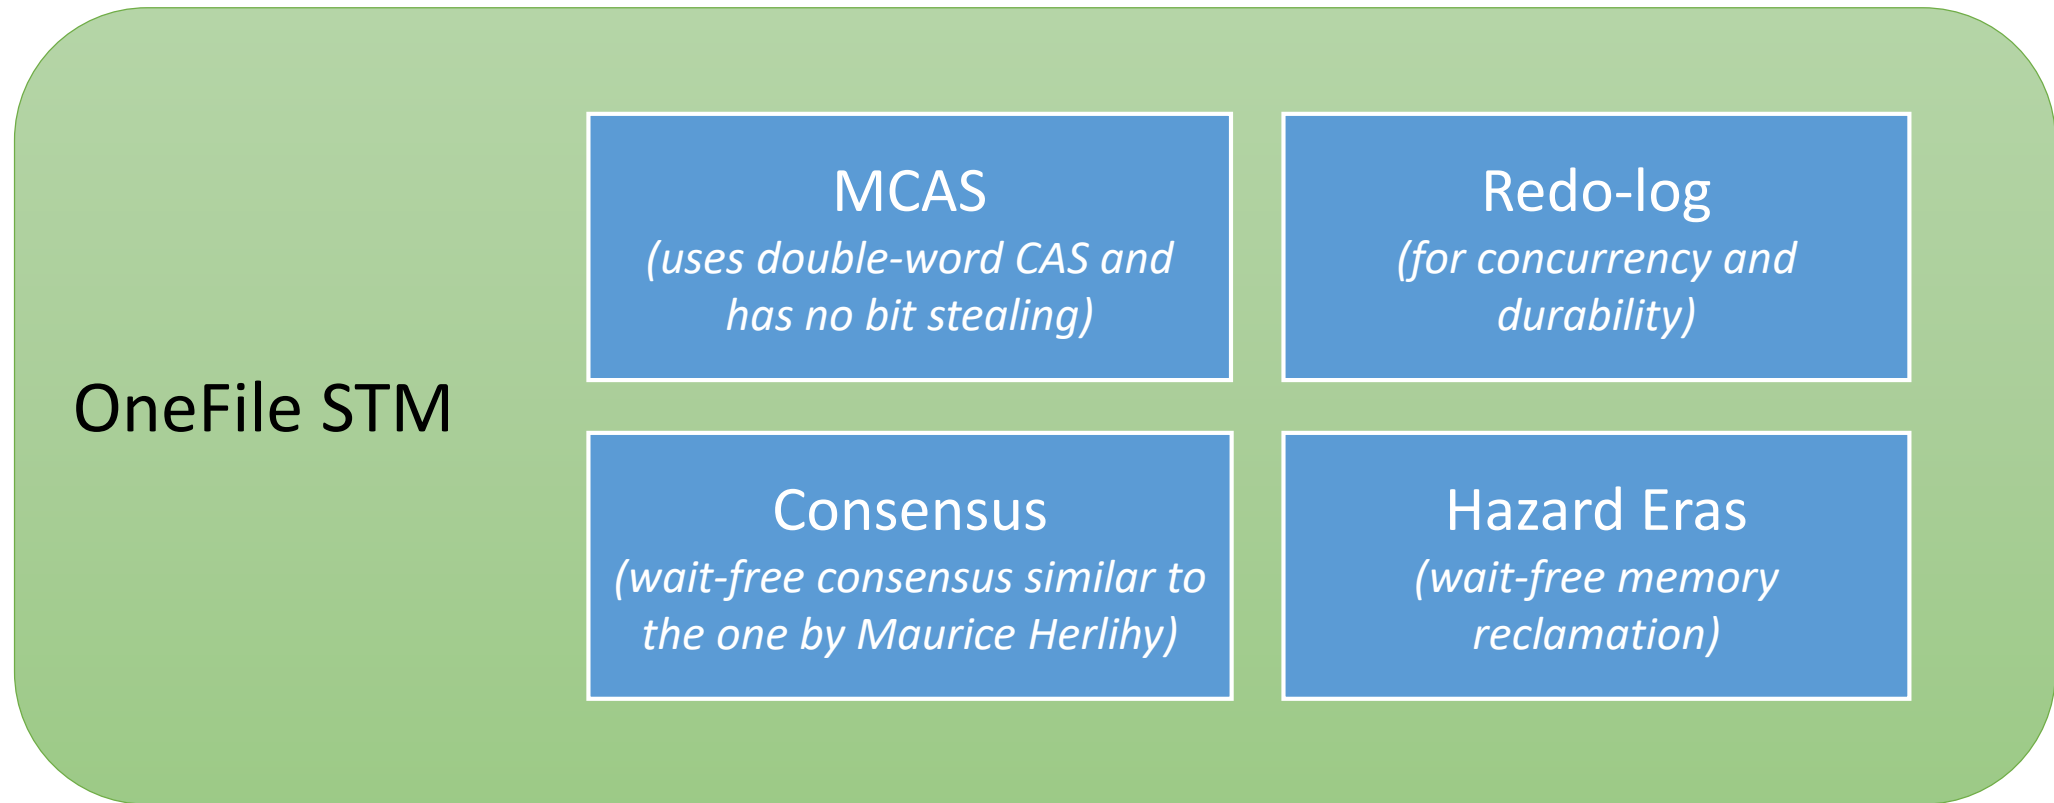 OneFile STM
MCAS
(uses double-word CAS and
has no bit stealing)
Redo-log
(for concurrency and
durability)
Consensus
(wait-free consensus similar to
the one by Maurice Herlihy)
Hazard Eras
(wait-free memory
reclamation)